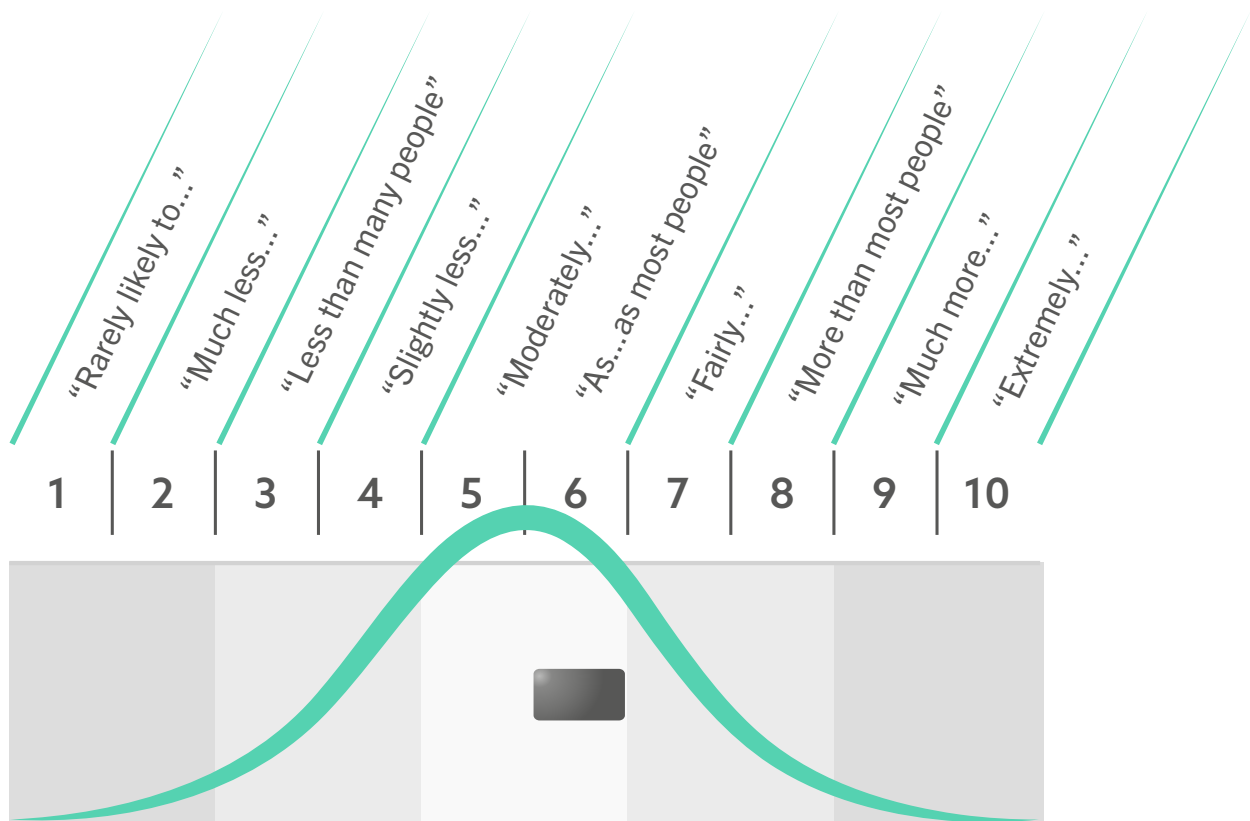 “Rarely likely to...”
“Much less...”
“Less than many people”
“Slightly less...”
“Moderately...”
“As...as most people”
“Fairly...”
“More than most people”
“Much more...”
“Extremely...”
1 2 3 4 5 6 7 8 9 10